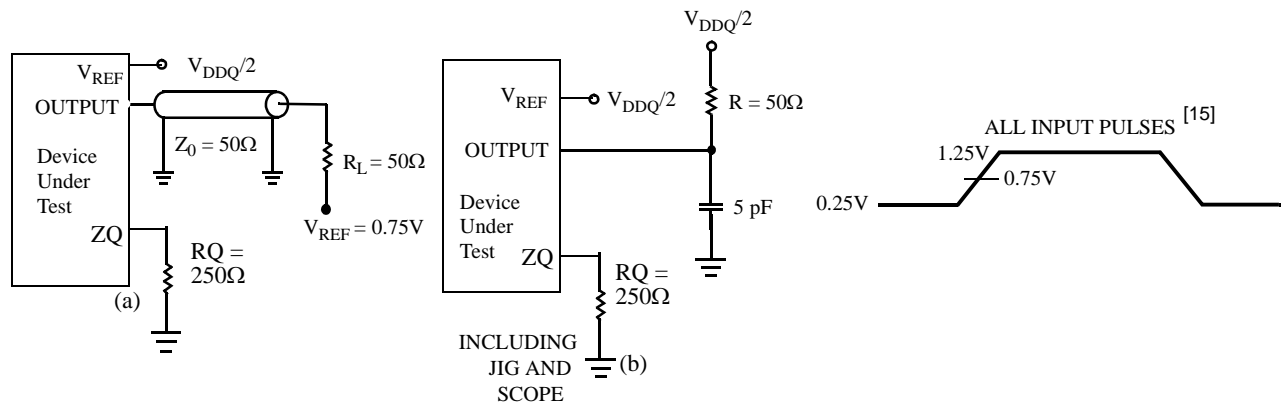 V_REF
V_DDQ/2
OUTPUT
Z_0 = 50Ω
Device
Under
Test
R_L = 50Ω
V_REF = 0.75V
ZQ
RQ =
250Ω
(a)
V_DDQ/2
R = 50Ω
V_REF
V_DDQ/2
OUTPUT
Device
Under
Test
5 pF
ZQ
RQ =
250Ω
INCLUDING
JIG AND
SCOPE
(b)
ALL INPUT PULSES [15]
1.25V
0.75V
0.25V